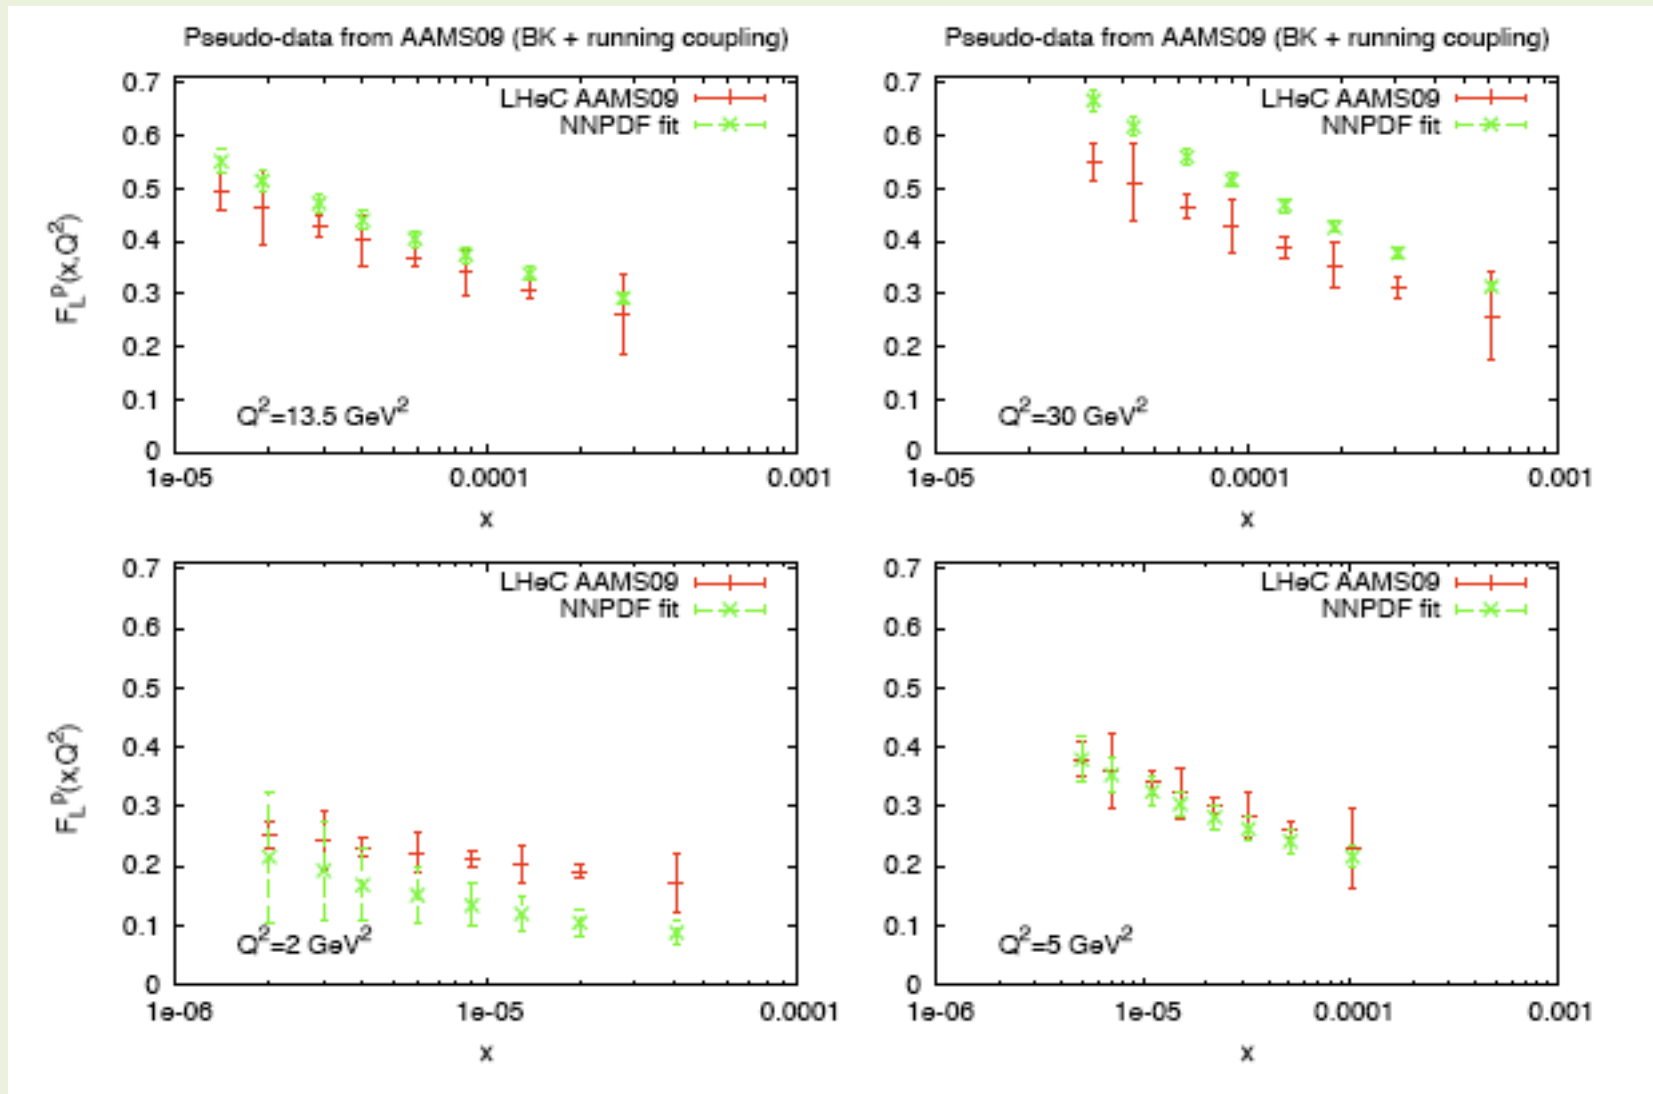 Pseudo-data from AAMS09 (BK + running coupling)
0.7
0.6
0.5
0.4
0.3
0.2
0.1
0
F_L^p(x,Q^2)
LHeC AAMS09
NNPDF fit
Q^2=13.5 GeV^2
1e-05 0.0001 0.001
x
Pseudo-data from AAMS09 (BK + running coupling)
0.7
0.6
0.5
0.4
0.3
0.2
0.1
0
LHeC AAMS09
NNPDF fit
Q^2=30 GeV^2
1e-05 0.0001 0.001
x
0.7
0.6
0.5
0.4
0.3
0.2
0.1
0
F_L^p(x,Q^2)
LHeC AAMS09
NNPDF fit
Q^2=2 GeV^2
1e-06 1e-05 0.0001
x
0.7
0.6
0.5
0.4
0.3
0.2
0.1
0
LHeC AAMS09
NNPDF fit
Q^2=5 GeV^2
1e-06 1e-05 0.0001 0.001
x